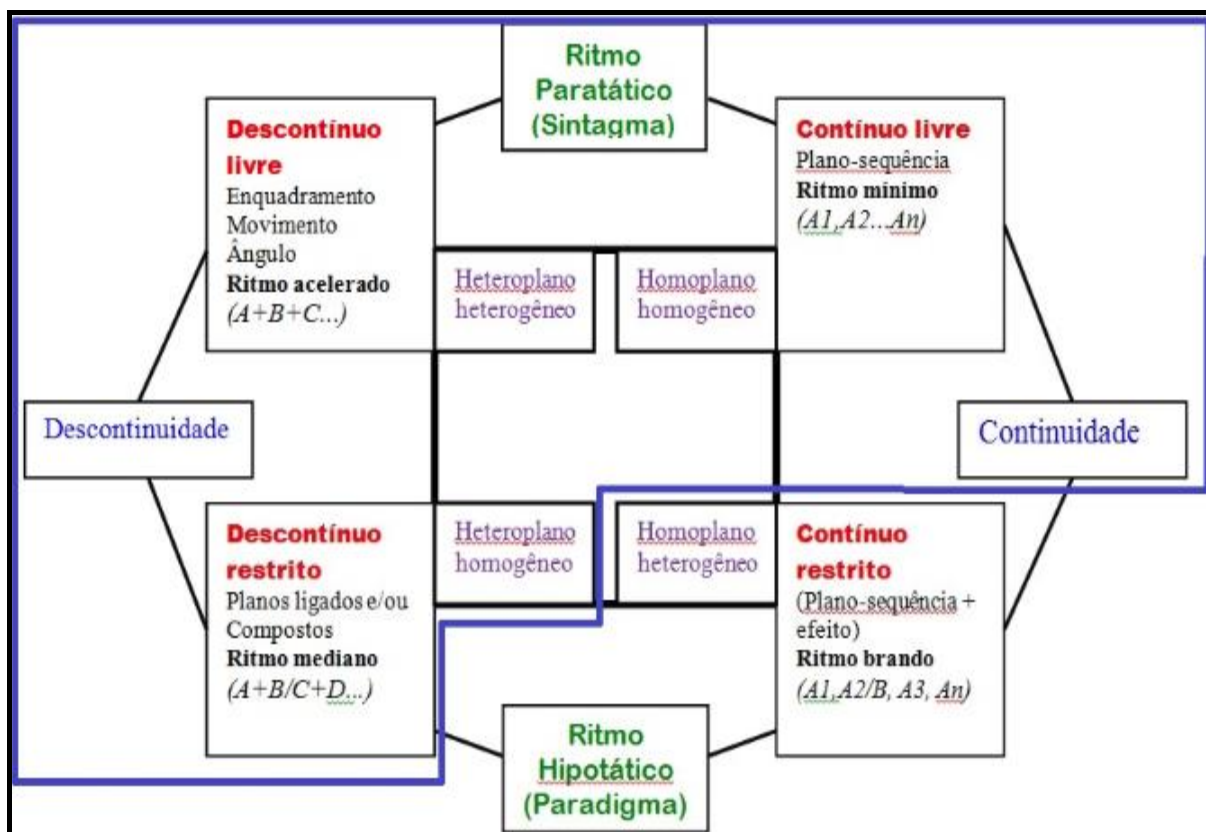 Ritmo
Paratático
(Sintagma)
Descontínuo
livre
Enquadramento
Movimento
Ângulo
Ritmo acelerado
(A+B+C...)
Contínuo livre
Plano-sequência
Ritmo mínimo
(A1,A2...An)
Heteroplano
heterogêneo
Homoplano
homogêneo
Descontinuidade
Continuidade
Descontínuo
restrito
Planos ligados e/ou
Compostos
Ritmo mediano
(A+B/C+D...)
Heteroplano
homogêneo
Homoplano
heterogêneo
Contínuo
restrito
(Plano-sequência +
efeito)
Ritmo brando
(A1,A2/B, A3, An)
Ritmo
Hipotático
(Paradigma)